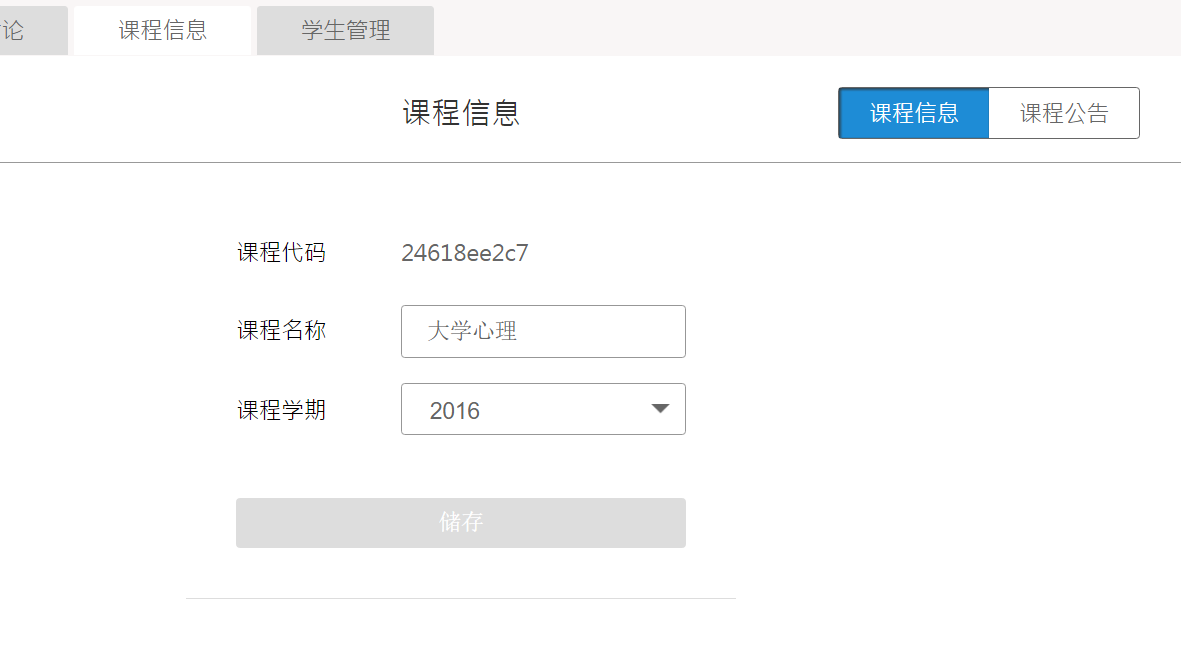 论 课程信息 学生管理
课程信息 课程信息 课程公告
课程代码 24618ee2c7
课程名称 大学心理
课程学期 2016
储存